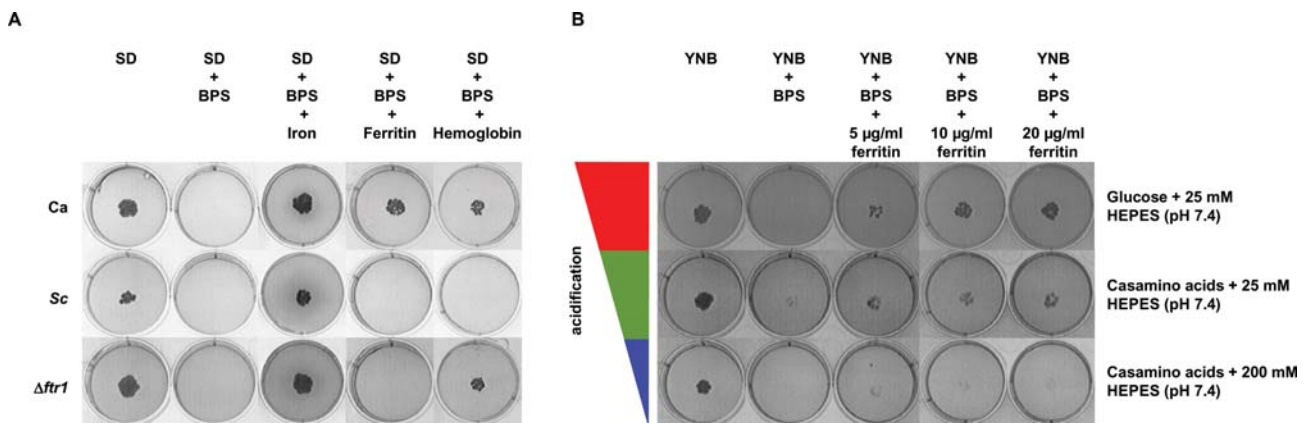 A
SD
SD
+
BPS
SD
+
BPS
+
Iron
SD
+
BPS
+
Ferritin
SD
+
BPS
+
Hemoglobin
Ca
Sc
Δftr1
B
YNB
YNB
+
BPS
YNB
+
BPS
+
5 µg/ml
ferritin
YNB
+
BPS
+
10 µg/ml
ferritin
YNB
+
BPS
+
20 µg/ml
ferritin
acidification
Glucose + 25 mM
HEPES (pH 7.4)
Casamino acids + 25 mM
HEPES (pH 7.4)
Casamino acids + 200 mM
HEPES (pH 7.4)